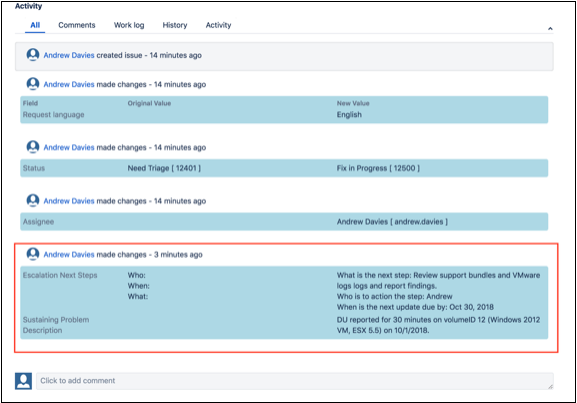 Activity
All Comments Work log History Activity
Andrew Davies created issue - 14 minutes ago
Andrew Davies made changes - 14 minutes ago
Field Original Value New Value
Request language English
Andrew Davies made changes - 14 minutes ago
Status Need Triage [ 12401 ] Fix in Progress [ 12500 ]
Andrew Davies made changes - 14 minutes ago
Assignee Andrew Davies [ andrew.davies ]
Andrew Davies made changes - 3 minutes ago
Escalation Next Steps Who: What is the next step: Review support bundles and VMware
When: logs logs and report findings.
What: Who is to action the step: Andrew
When is the next update due by: Oct 30, 2018
Sustaining Problem DU reported for 30 minutes on volumeID 12 (Windows 2012
Description VM, ESX 5.5) on 10/1/2018.
Click to add comment